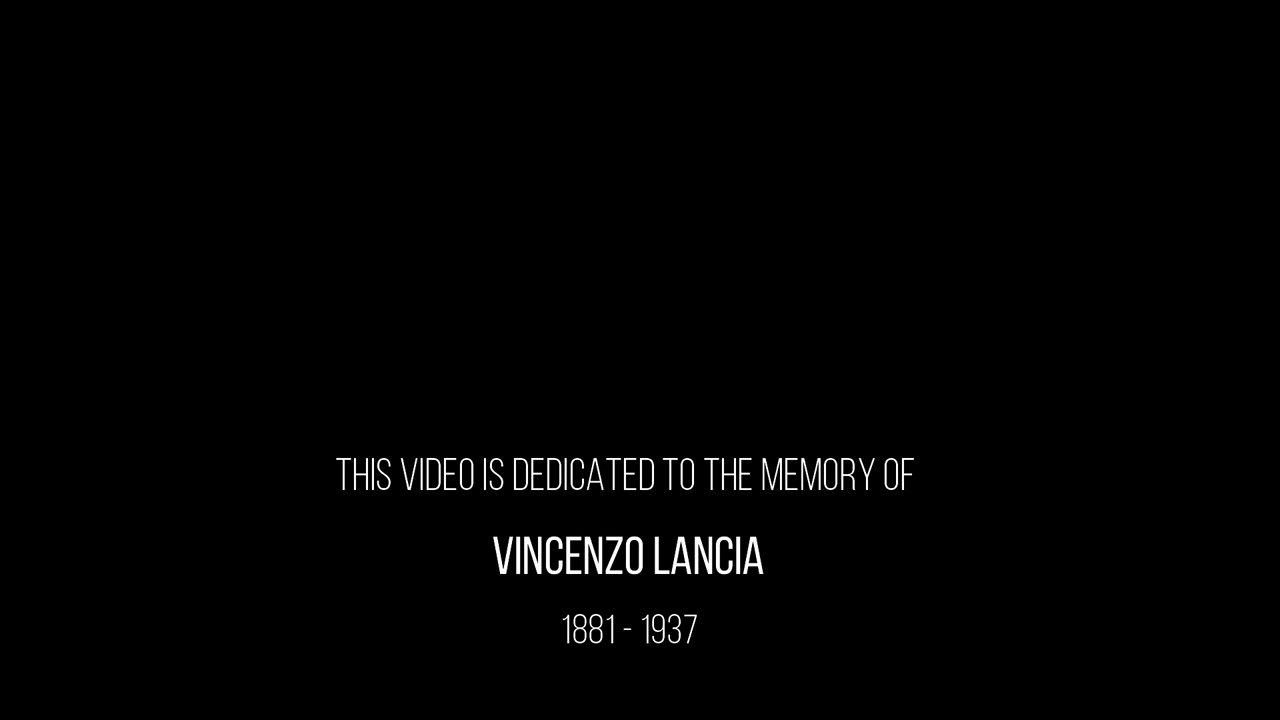 THIS VIDEO IS DEDICATED TO THE MEMORY OF
VINCENZO LANCIA
1881 - 1937